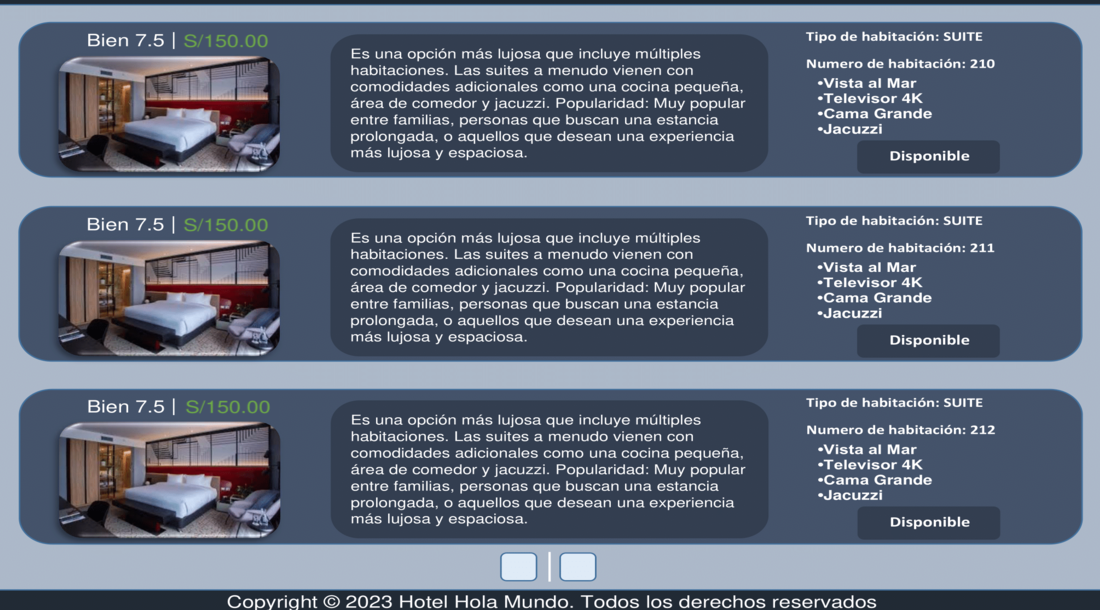 Bien 7.5 | S/150.00
Es una opción más lujosa que incluye múltiples
habitaciones. Las suites a menudo vienen con
comodidades adicionales como una cocina pequeña,
área de comedor y jacuzzi. Popularidad: Muy popular
entre familias, personas que buscan una estancia
prolongada, o aquellos que desean una experiencia
más lujosa y espaciosa.
Tipo de habitación: SUITE
Numero de habitación: 210
•Vista al Mar
•Televisor 4K
•Cama Grande
•Jacuzzi
Disponible
Bien 7.5 | S/150.00
Es una opción más lujosa que incluye múltiples
habitaciones. Las suites a menudo vienen con
comodidades adicionales como una cocina pequeña,
área de comedor y jacuzzi. Popularidad: Muy popular
entre familias, personas que buscan una estancia
prolongada, o aquellos que desean una experiencia
más lujosa y espaciosa.
Tipo de habitación: SUITE
Numero de habitación: 211
•Vista al Mar
•Televisor 4K
•Cama Grande
•Jacuzzi
Disponible
Bien 7.5 | S/150.00
Es una opción más lujosa que incluye múltiples
habitaciones. Las suites a menudo vienen con
comodidades adicionales como una cocina pequeña,
área de comedor y jacuzzi. Popularidad: Muy popular
entre familias, personas que buscan una estancia
prolongada, o aquellos que desean una experiencia
más lujosa y espaciosa.
Tipo de habitación: SUITE
Numero de habitación: 212
•Vista al Mar
•Televisor 4K
•Cama Grande
•Jacuzzi
Disponible
Copyright © 2023 Hotel Hola Mundo. Todos los derechos reservados